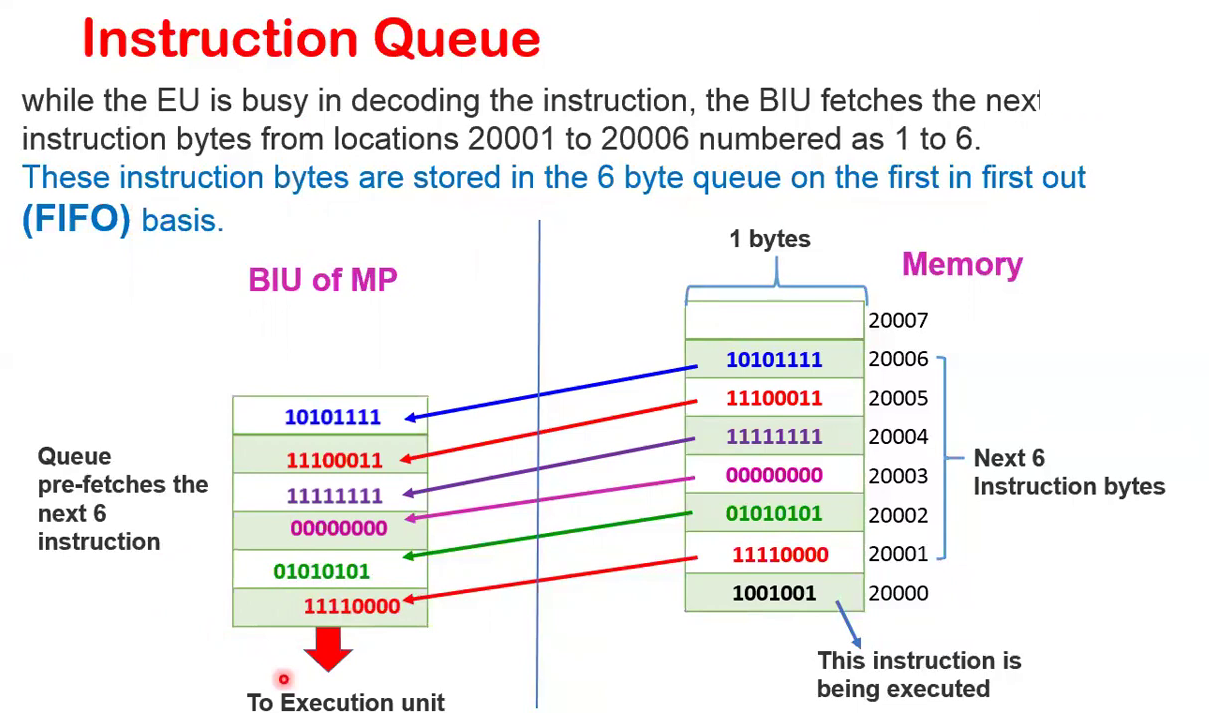 Instruction Queue
while the EU is busy in decoding the instruction, the BIU fetches the next
instruction bytes from locations 20001 to 20006 numbered as 1 to 6.
These instruction bytes are stored in the 6 byte queue on the first in first out
(FIFO) basis.
BIU of MP
10101111
11100011
11111111
00000000
01010101
11110000
Queue
pre-fetches the
next 6
instruction
To Execution unit
1 bytes
Memory
20007
10101111 20006
11100011 20005
11111111 20004
00000000 20003
01010101 20002
11110000 20001
1001001 20000
Next 6
Instruction bytes
This instruction is
being executed